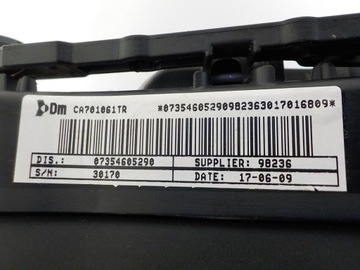 Dm CA701061TR *07354605290982363017016809*
DIS.: 07354605290 SUPPLIER: 98236
S/N: 30170 DATE: 17-06-09